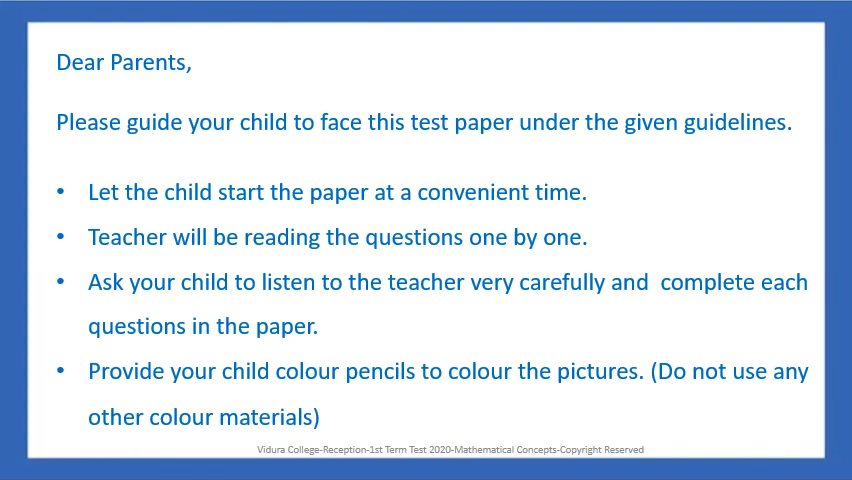 Dear Parents,
Please guide your child to face this test paper under the given guidelines.
• Let the child start the paper at a convenient time.
• Teacher will be reading the questions one by one.
• Ask your child to listen to the teacher very carefully and  complete each
questions in the paper.
• Provide your child colour pencils to colour the pictures. (Do not use any
other colour materials)
Vidura College-Reception-1st Term Test 2020-Mathematical Concepts-Copyright Reserved